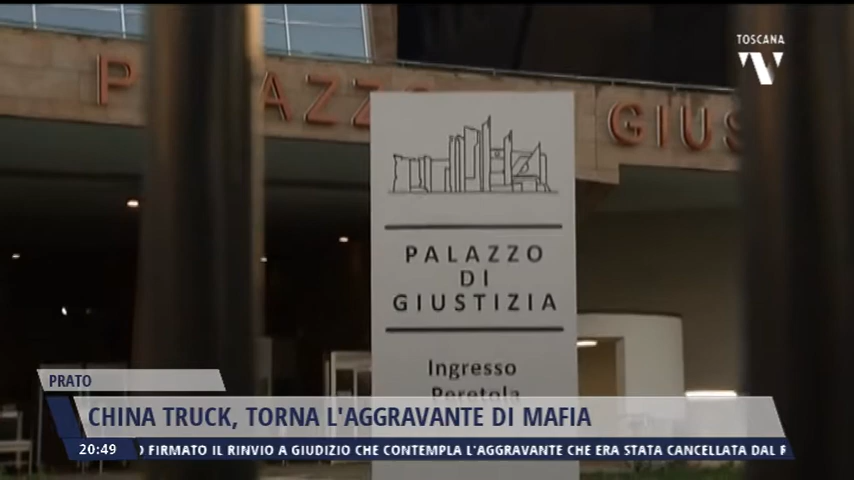 TOSCANA
TV
PALAZZO
GIUS
PALAZZO
DI
GIUSTIZIA
Ingresso
Peretola
PRATO
CHINA TRUCK, TORNA L'AGGRAVANTE DI MAFIA
20:49
O FIRMATO IL RINVIO A GIUDIZIO CHE CONTEMPLA L'AGGRAVANTE CHE ERA STATA CANCELLATA DAL